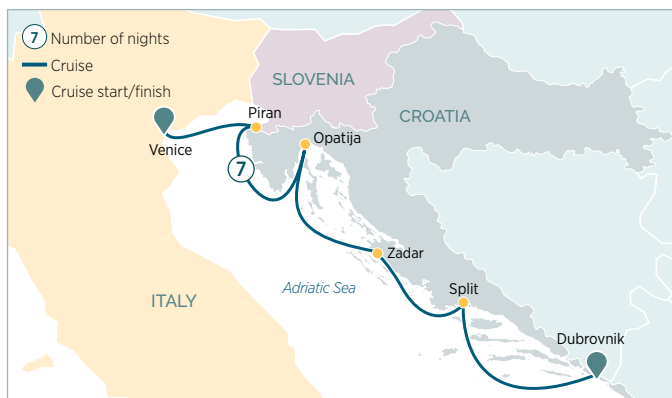 7 Number of nights
Cruise
Cruise start/finish
SLOVENIA
CROATIA
Piran
Opatija
Venice
7
Zadar
Adriatic Sea
Split
ITALY
Dubrovnik